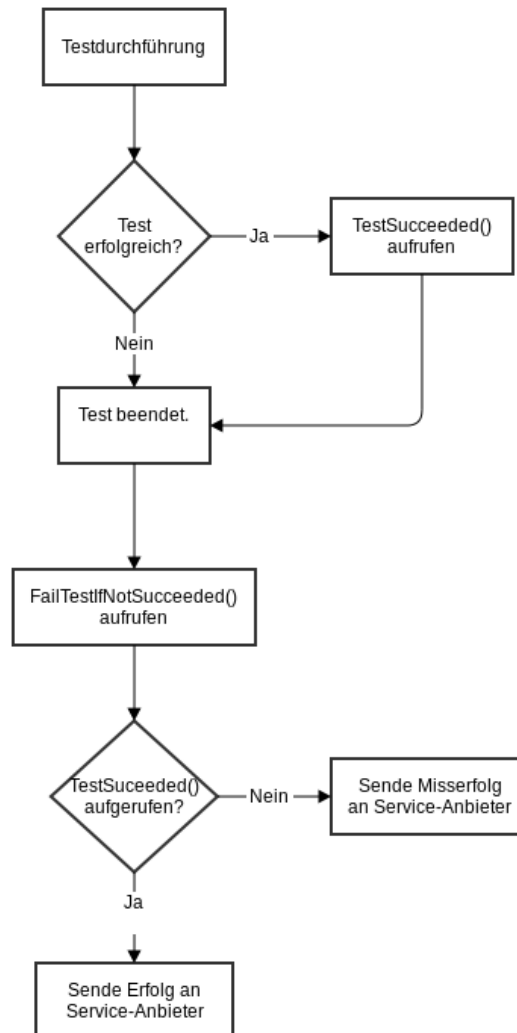 Testdurchführung
Test
erfolgreich?
Ja
TestSucceeded()
aufrufen
Nein
Test beendet.
FailTestIfNotSucceeded()
aufrufen
TestSuceeded()
aufgerufen?
Nein
Sende Misserfolg
an Service-Anbieter
Ja
Sende Erfolg an
Service-Anbieter